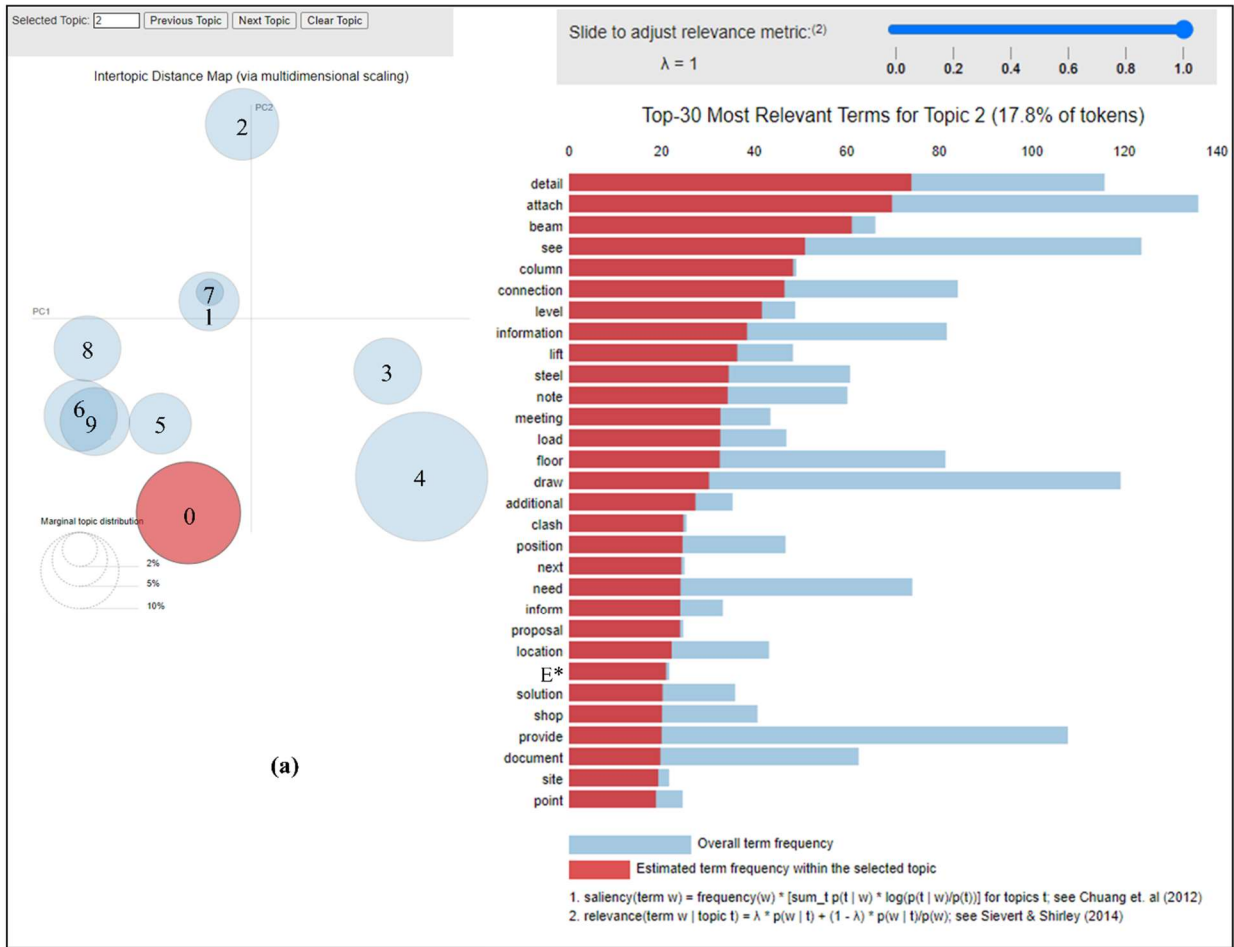 Selected Topic: 2 Previous Topic Next Topic Clear Topic
Intertopic Distance Map (via multidimensional scaling)
PC2
2
7
1
PC1
8
3
6
9
5
4
0
Marginal topic distribution
2%
5%
10%
(a)
Slide to adjust relevance metric:(2)
λ = 1
0.0 0.2 0.4 0.6 0.8 1.0
Top-30 Most Relevant Terms for Topic 2 (17.8% of tokens)
0 20 40 60 80 100 120 140
detail
attach
beam
see
column
connection
level
information
lift
steel
note
meeting
load
floor
draw
additional
clash
position
next
need
inform
proposal
location
E*
solution
shop
provide
document
site
point
Overall term frequency
Estimated term frequency within the selected topic
1. saliency(term w) = frequency(w) * [sum_t p(t | w) * log(p(t | w)/p(t))] for topics t; see Chuang et. al (2012)
2. relevance(term w | topic t) = λ * p(w | t) + (1 - λ) * p(w | t)/p(w); see Sievert & Shirley (2014)